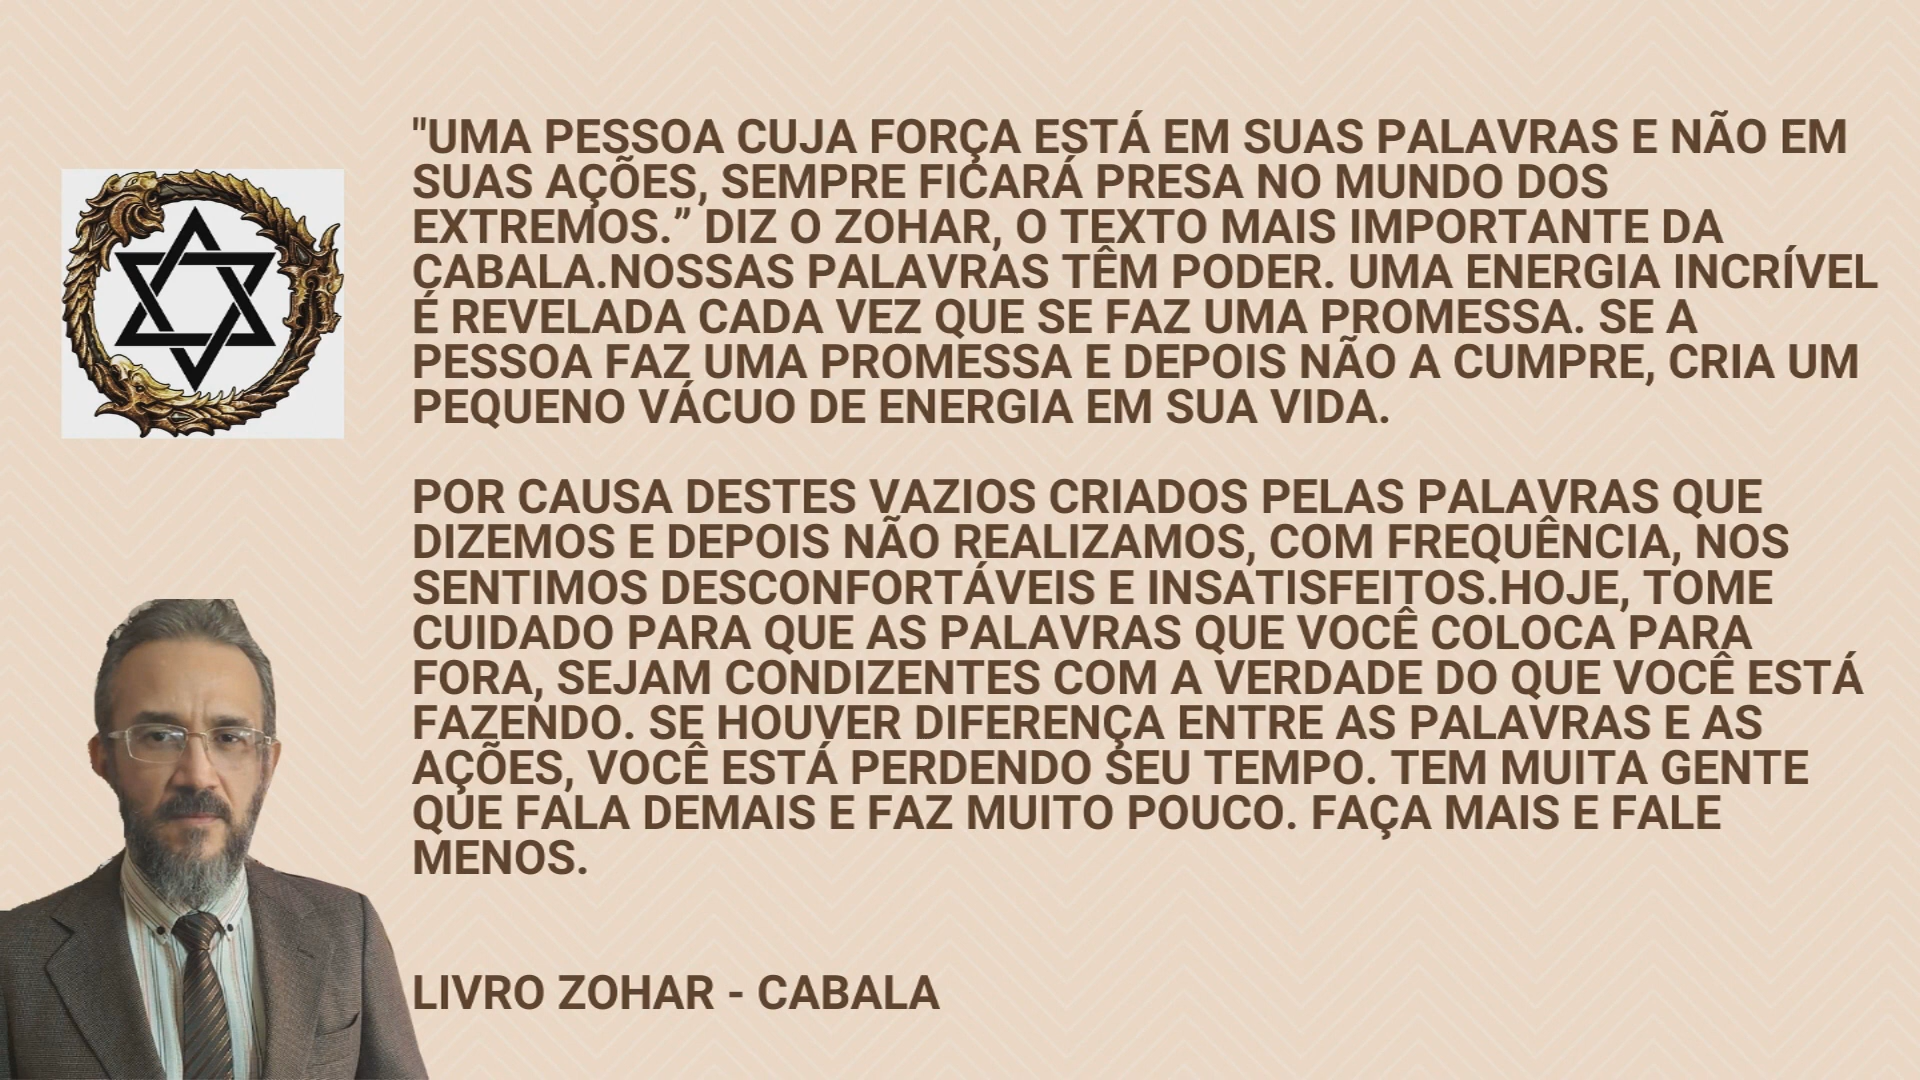 "UMA PESSOA CUJA FORÇA ESTÁ EM SUAS PALAVRAS E NÃO EM
SUAS AÇÕES, SEMPRE FICARÁ PRESA NO MUNDO DOS
EXTREMOS.” DIZ O ZOHAR, O TEXTO MAIS IMPORTANTE DA
CABALA.NOSSAS PALAVRAS TÊM PODER. UMA ENERGIA INCRÍVEL
É REVELADA CADA VEZ QUE SE FAZ UMA PROMESSA. SE A
PESSOA FAZ UMA PROMESSA E DEPOIS NÃO A CUMPRE, CRIA UM
PEQUENO VÁCUO DE ENERGIA EM SUA VIDA.
POR CAUSA DESTES VAZIOS CRIADOS PELAS PALAVRAS QUE
DIZEMOS E DEPOIS NÃO REALIZAMOS, COM FREQUÊNCIA, NOS
SENTIMOS DESCONFORTÁVEIS E INSATISFEITOS.HOJE, TOME
CUIDADO PARA QUE AS PALAVRAS QUE VOCÊ COLOCA PARA
FORA, SEJAM CONDIZENTES COM A VERDADE DO QUE VOCÊ ESTÁ
FAZENDO. SE HOUVER DIFERENÇA ENTRE AS PALAVRAS E AS
AÇÕES, VOCÊ ESTÁ PERDENDO SEU TEMPO. TEM MUITA GENTE
QUE FALA DEMAIS E FAZ MUITO POUCO. FAÇA MAIS E FALE
MENOS.
LIVRO ZOHAR - CABALA